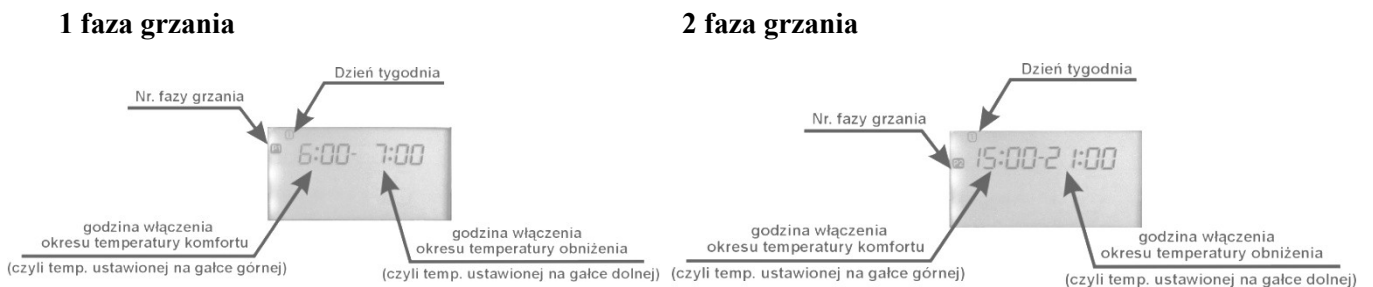 1 faza grzania
Dzień tygodnia
Nr. fazy grzania
6:00- 7:00
godzina włączenia
okresu temperatury komfortu
(czyli temp. ustawionej na gałce górnej)
godzina włączenia
okresu temperatury obniżenia
(czyli temp. ustawionej na gałce dolnej)
2 faza grzania
Dzień tygodnia
Nr. fazy grzania
15:00-21:00
godzina włączenia
okresu temperatury komfortu
(czyli temp. ustawionej na gałce górnej)
godzina włączenia
okresu temperatury obniżenia
(czyli temp. ustawionej na gałce dolnej)